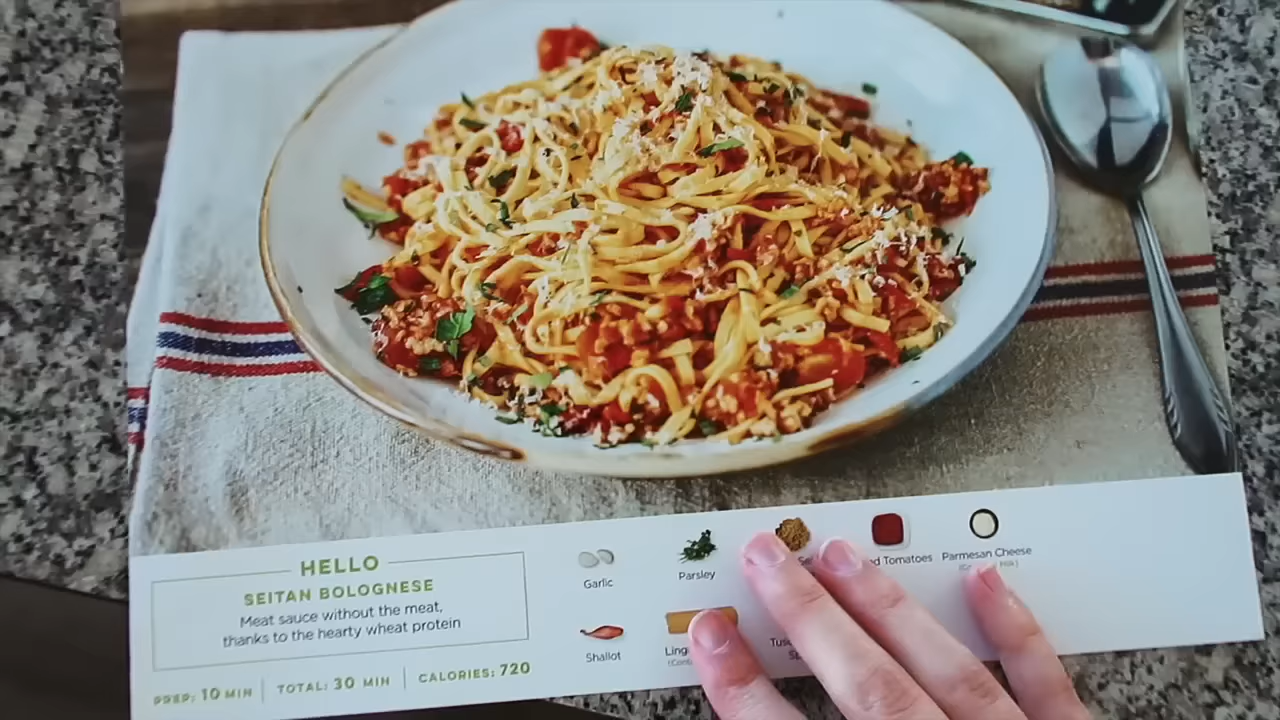 HELLO
SEITAN BOLOGNESE
Meat sauce without the meat,
thanks to the hearty wheat protein
PREP: 10 MIN
TOTAL: 30 MIN
CALORIES: 720
Garlic
Parsley
Tomatoes
Parmesan Cheese
Shallot